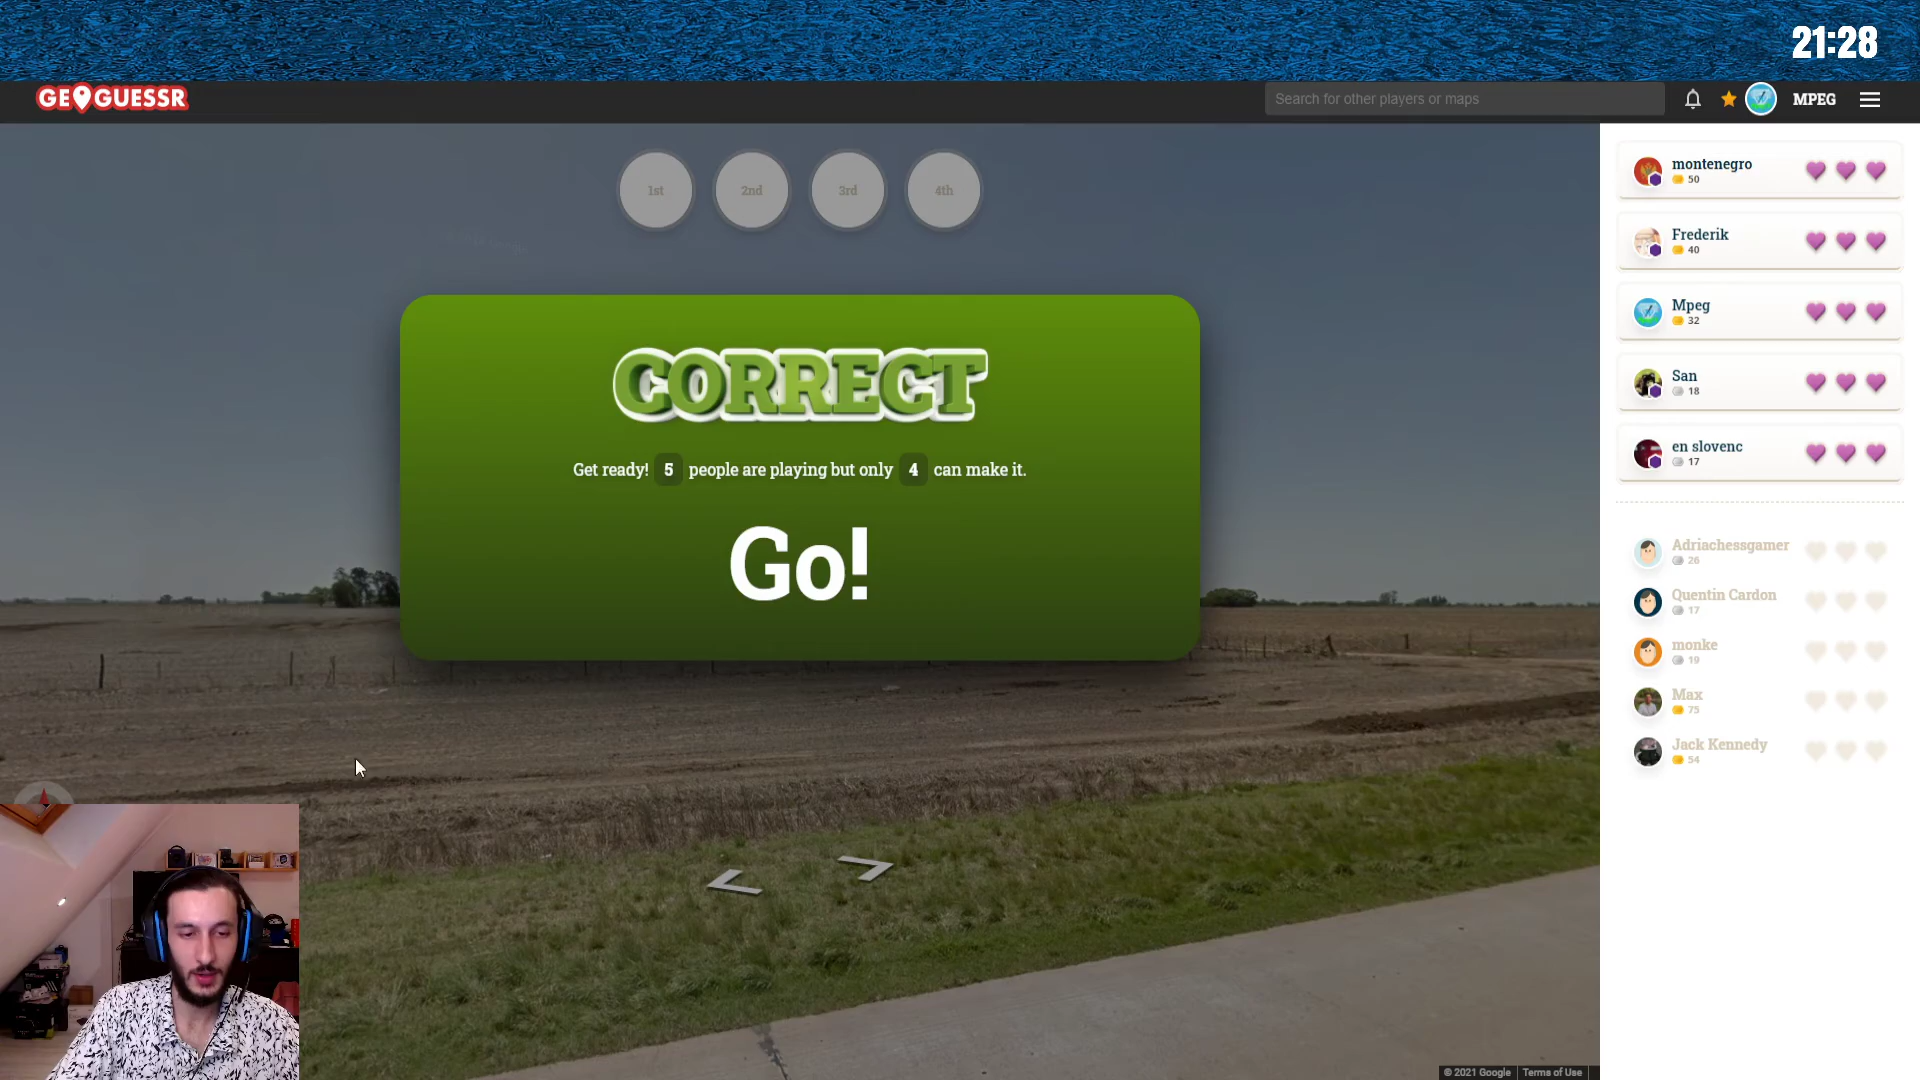 21:28
GEOGUESSR
Search for other players or maps
MPEG
1st
2nd
3rd
4th
CORRECT
Get ready! 5 people are playing but only 4 can make it.
Go!
montenegro
50
Frederik
40
Mpeg
32
San
18
en slovenc
17
Adriachessgamer
26
Quentin Cardon
17
monke
19
Max
75
Jack Kennedy
54
© 2021 Google
Terms of Use